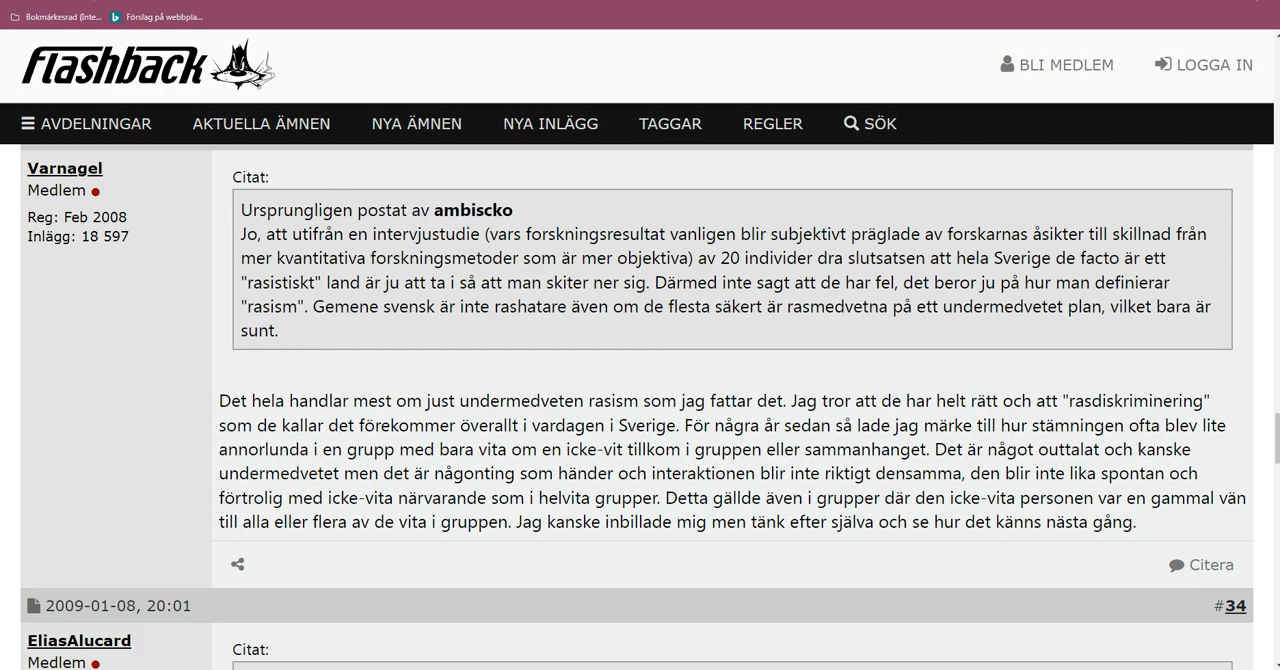 Bokmärkesrad (Inte...
Förslag på webbpla...
flashback
BLI MEDLEM
LOGGA IN
AVDELNINGAR
AKTUELLA ÄMNEN
NYA ÄMNEN
NYA INLÄGG
TAGGAR
REGLER
SÖK
Varnagel
Medlem
Reg: Feb 2008
Inlägg: 18 597
Citat:
Ursprungligen postat av ambiscko
Jo, att utifrån en intervjustudie (vars forskningsresultat vanligen blir subjektivt präglade av forskarnas åsikter till skillnad från
mer kvantitativa forskningsmetoder som är mer objektiva) av 20 individer dra slutsatsen att hela Sverige de facto är ett
"rasistiskt" land är ju att ta i så att man skiter ner sig. Därmed inte sagt att de har fel, det beror ju på hur man definierar
"rasism". Gemene svensk är inte rashatare även om de flesta säkert är rasmedvetna på ett undermedvetet plan, vilket bara är
sunt.
Det hela handlar mest om just undermedveten rasism som jag fattar det. Jag tror att de har helt rätt och att "rasdiskriminering"
som de kallar det förekommer överallt i vardagen i Sverige. För några år sedan så lade jag märke till hur stämningen ofta blev lite
annorlunda i en grupp med bara vita om en icke-vit tillkom i gruppen eller sammanhanget. Det är något outtalat och kanske
undermedvetet men det är någonting som händer och interaktionen blir inte riktigt densamma, den blir inte lika spontan och
förtrolig med icke-vita närvarande som i helvita grupper. Detta gällde även i grupper där den icke-vita personen var en gammal vän
till alla eller flera av de vita i gruppen. Jag kanske inbillade mig men tänk efter själva och se hur det känns nästa gång.
Citera
2009-01-08, 20:01
#34
EliasAlucard
Medlem
Citat: